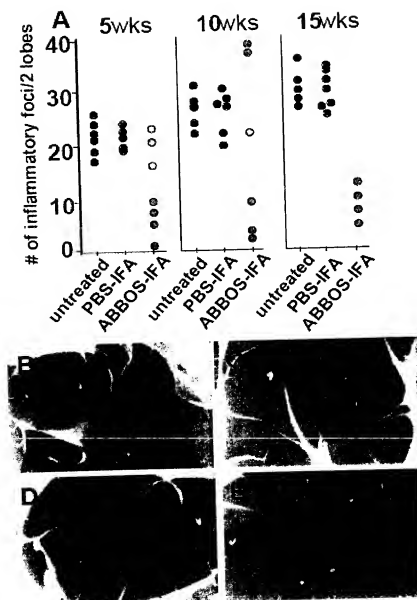 A 5wks 10wks 15wks
# of inflammatory foci/2 lobes
40
30
20
10
0
untreated PBS-IFA ABBOS-IFA untreated PBS-IFA ABBOS-IFA untreated PBS-IFA ABBOS-IFA
B
D